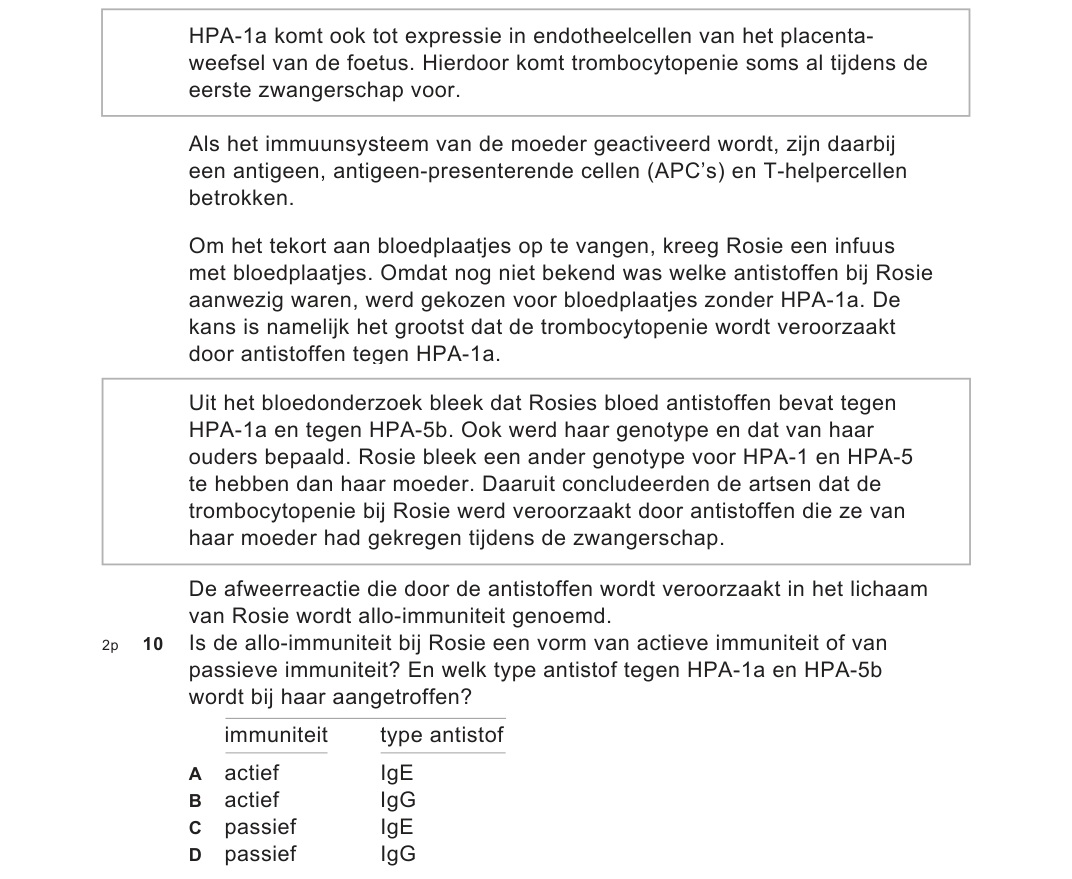 HPA-1a komt ook tot expressie in endotheelcellen van het placenta-
weefsel van de foetus. Hierdoor komt trombocytopenie soms al tijdens de
eerste zwangerschap voor.
Als het immuunsysteem van de moeder geactiveerd wordt, zijn daarbij
een antigeen, antigeen-presenterende cellen (APC’s) en T-helpercellen
betrokken.
Om het tekort aan bloedplaatjes op te vangen, kreeg Rosie een infuus
met bloedplaatjes. Omdat nog niet bekend was welke antistoffen bij Rosie
aanwezig waren, werd gekozen voor bloedplaatjes zonder HPA-1a. De
kans is namelijk het grootst dat de trombocytopenie wordt veroorzaakt
door antistoffen tegen HPA-1a.
Uit het bloedonderzoek bleek dat Rosies bloed antistoffen bevat tegen
HPA-1a en tegen HPA-5b. Ook werd haar genotype en dat van haar
ouders bepaald. Rosie bleek een ander genotype voor HPA-1 en HPA-5
te hebben dan haar moeder. Daaruit concludeerden de artsen dat de
trombocytopenie bij Rosie werd veroorzaakt door antistoffen die ze van
haar moeder had gekregen tijdens de zwangerschap.
De afweerreactie die door de antistoffen wordt veroorzaakt in het lichaam
van Rosie wordt allo-immuniteit genoemd.
2p 10 Is de allo-immuniteit bij Rosie een vorm van actieve immuniteit of van
passieve immuniteit? En welk type antistof tegen HPA-1a en HPA-5b
wordt bij haar aangetroffen?
immuniteit type antistof
A actief IgE
B actief IgG
C passief IgE
D passief IgG